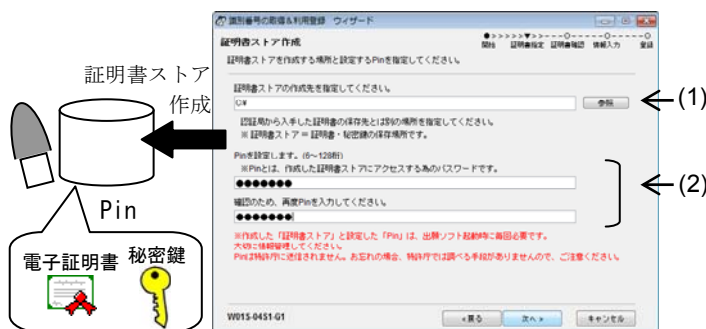 識別番号の取得&利用登録 ウィザード
証明書ストア作成
●>>>>>▼>>---○----○----○
開始 証明書指定 証明書確認 情報入力 登録
証明書ストアを作成する場所と設定するPinを指定してください。
証明書ストアの作成先を指定してください。
C:¥
参照
(1)
認証局から入手した証明書の保存先とは別の場所を指定してください。
※ 証明書ストア = 証明書・秘密鍵の保存場所です。
Pinを設定します。(6~128桁)
※Pinとは、作成した証明書ストアにアクセスする為のパスワードです。
●●●●●●●
(2)
確認のため、再度Pinを入力してください。
●●●●●●●
※作成した「証明書ストア」と設定した「Pin」は、出願ソフト起動時に毎回必要です。
大切に情報管理してください。
Pinは特許庁に送信されません。お忘れの場合、特許庁では調べる手段がありませんので、ご注意ください。
W01S-04S1-G1
<戻る
次へ>
キャンセル
証明書ストア
作成
Pin
電子証明書 秘密鍵